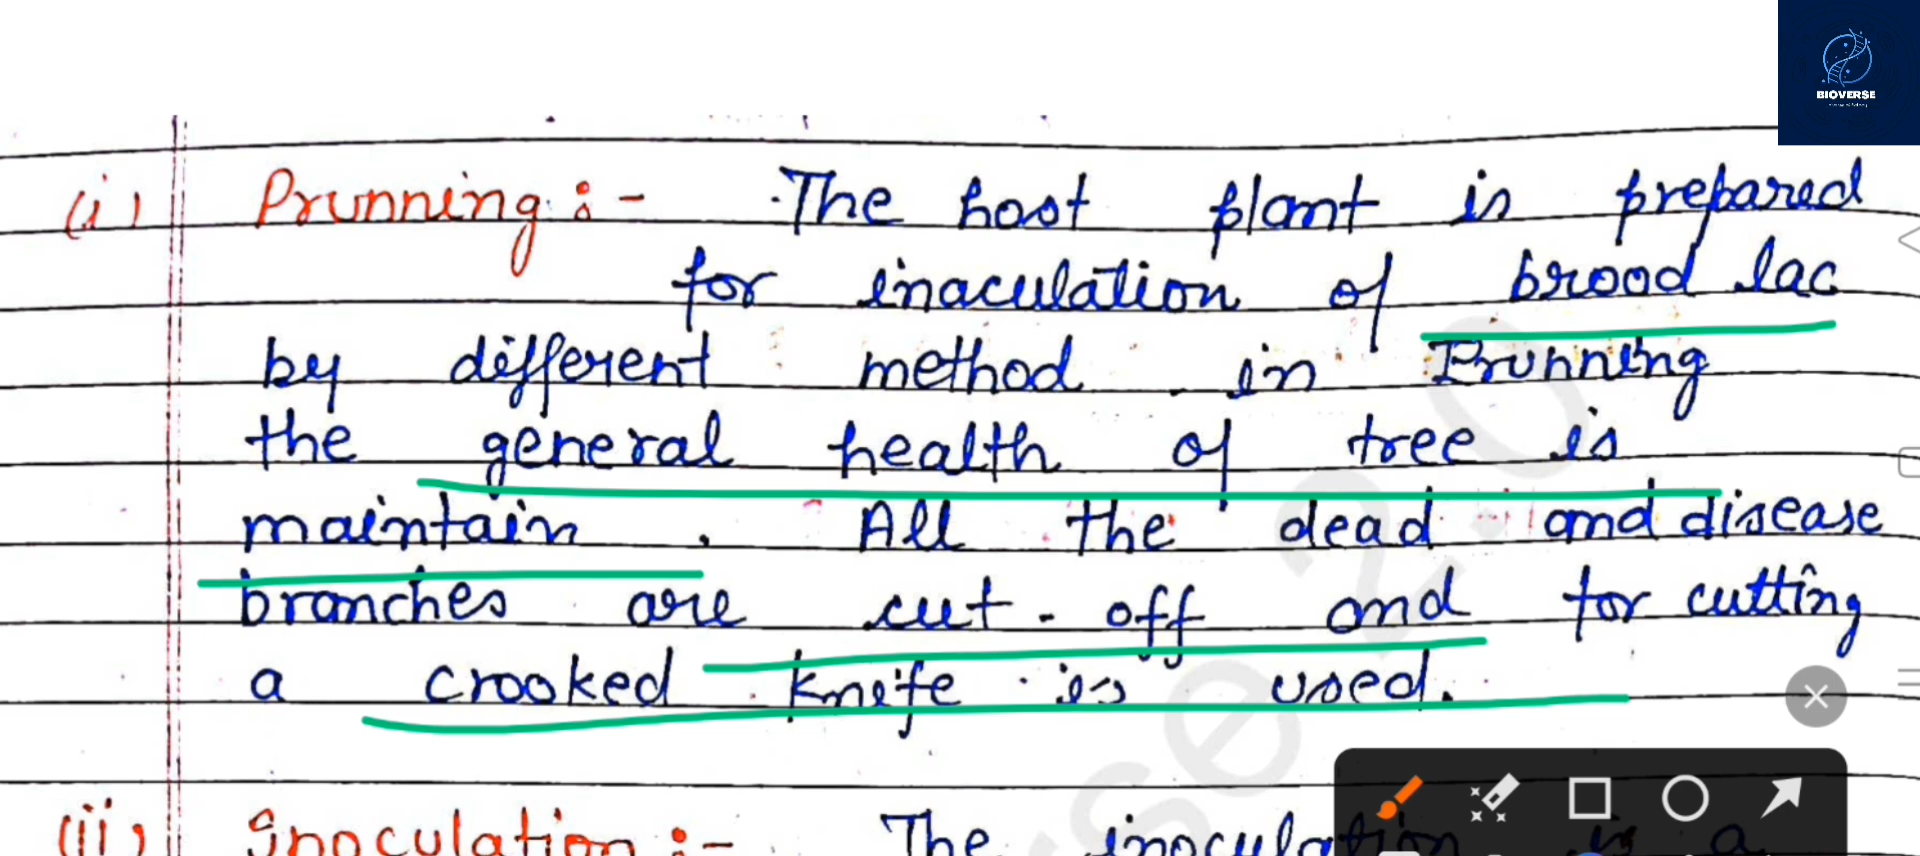 BIOVERSE
(i) Prunning :- The host plant is prepared
for inaculation of brood lac
by different method in Prunning
the general health of tree is
maintain . All the dead and disease
branches are cut-off and for cutting
a crooked knife is used.
(ii) Inoculation :- The inoculation is a